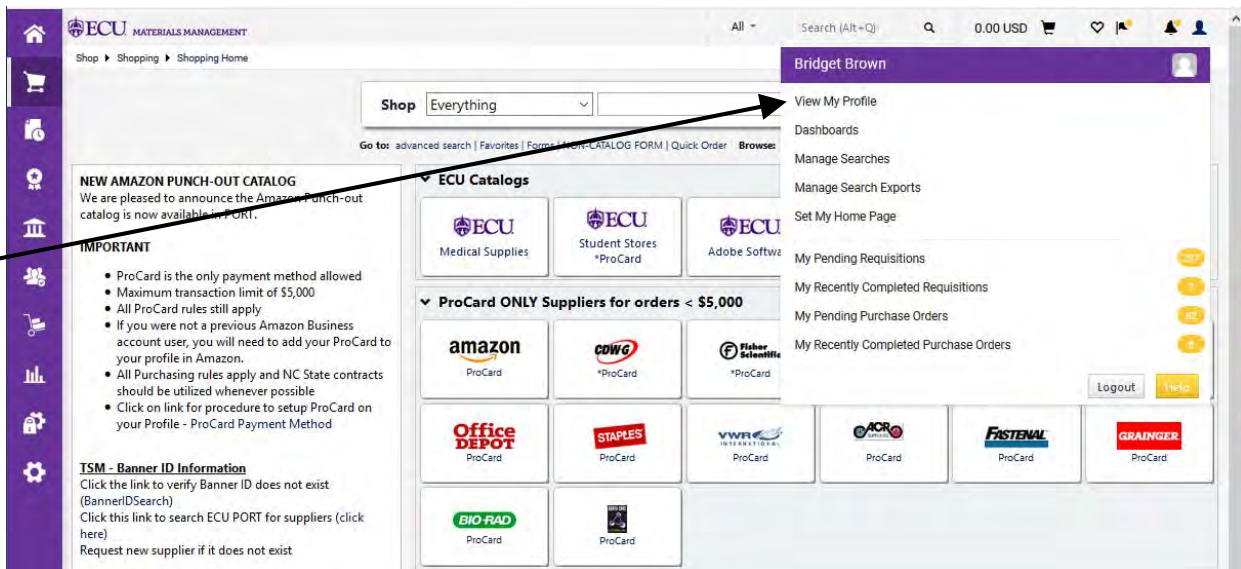 ECU MATERIALS MANAGEMENT
All
Search (Alt+Q)
0.00 USD
Shop Shopping Shopping Home
Bridget Brown
View My Profile
Dashboards
Manage Searches
Manage Search Exports
Set My Home Page
My Pending Requisitions
My Recently Completed Requisitions
My Pending Purchase Orders
My Recently Completed Purchase Orders
Logout
Help
Shop Everything
Go to: advanced search | Favorites | Forms | NON-CATALOG FORM | Quick Order Browse:
NEW AMAZON PUNCH-OUT CATALOG
We are pleased to announce the Amazon Punch-out
catalog is now available in PORT.
IMPORTANT
• ProCard is the only payment method allowed
• Maximum transaction limit of $5,000
• All ProCard rules still apply
• If you were not a previous Amazon Business
account user, you will need to add your ProCard to
your profile in Amazon.
• All Purchasing rules apply and NC State contracts
should be utilized whenever possible
• Click on link for procedure to setup ProCard on
your Profile - ProCard Payment Method
TSM - Banner ID Information
Click the link to verify Banner ID does not exist
(BannerIDSearch)
Click this link to search ECU PORT for suppliers (click
here)
Request new supplier if it does not exist
ECU Catalogs
ECU
Medical Supplies
ECU
Student Stores
*ProCard
ECU
Adobe Softwa
ProCard ONLY Suppliers for orders < $5,000
amazon
ProCard
CDWG
*ProCard
Fisher
Scientific
*ProCard
Office
DEPOT
ProCard
STAPLES
ProCard
VWR
INTERNATIONAL
ProCard
ACR
ProCard
FASTENAL
ProCard
GRAINGER
ProCard
BIO-RAD
ProCard
ProCard